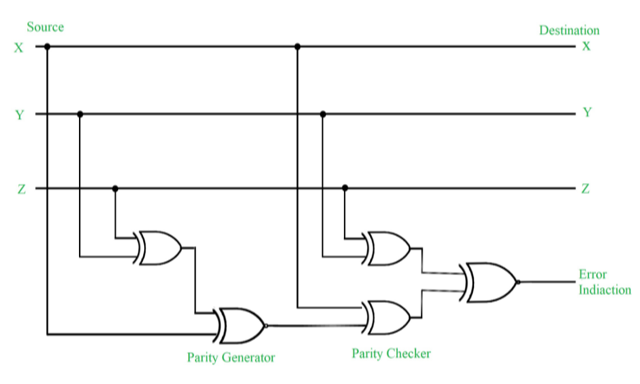 Source
Destination
X
X
Y
Y
Z
Z
Error
Indiaction
Parity Generator
Parity Checker